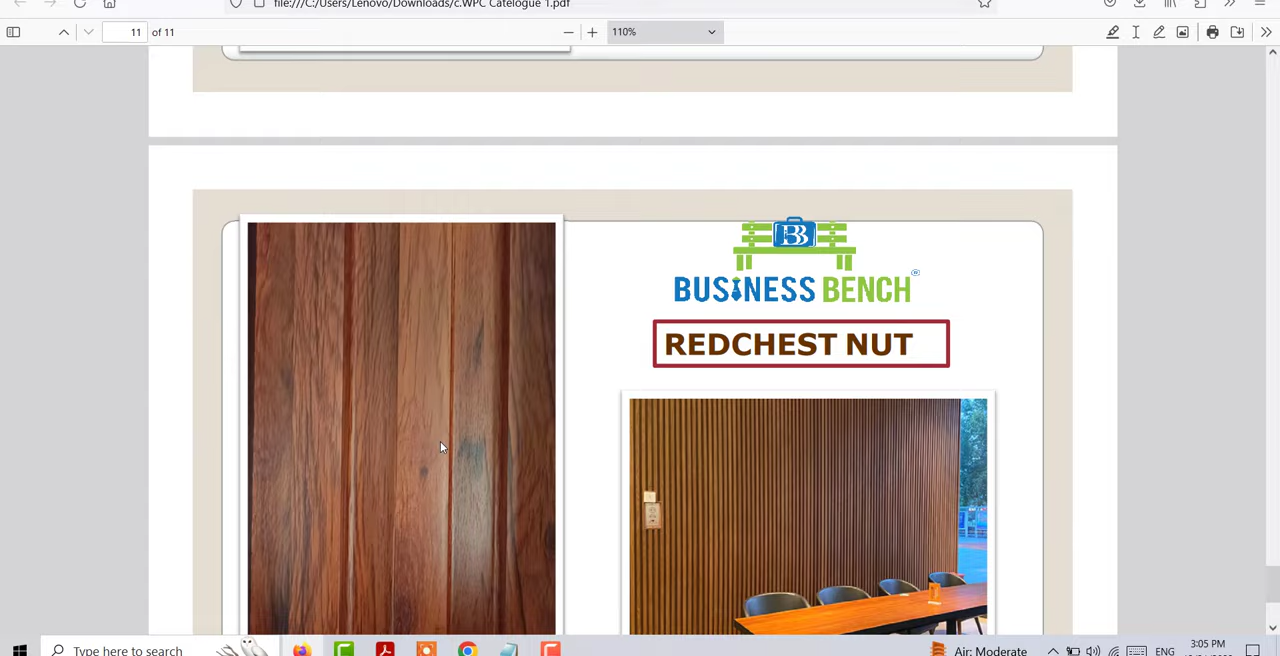 file:///C:/Users/Lenovo/Downloads/c.WPC Catelogue 1.pdf
11 of 11
110%
BB
BUSINESS BENCH®
REDCHEST NUT
Type here to search
Air: Moderate
ENG
3:05 PM